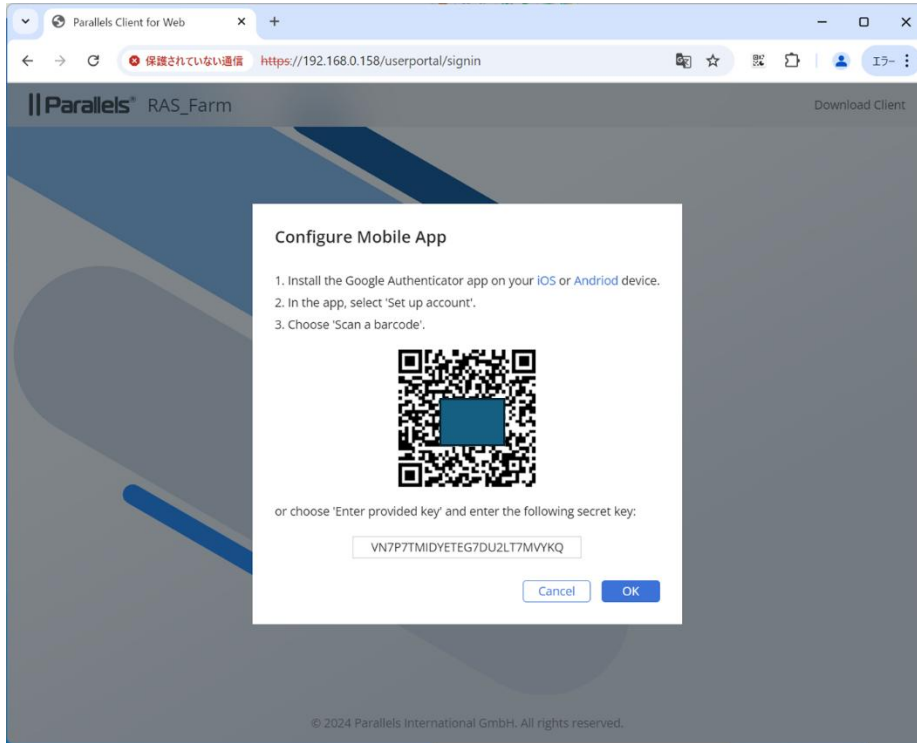 Parallels Client for Web
保護されていない通信 https://192.168.0.158/userportal/signin エラー
Parallels® RAS_Farm Download Client
Configure Mobile App
1. Install the Google Authenticator app on your iOS or Andriod device.
2. In the app, select 'Set up account'.
3. Choose 'Scan a barcode'.
or choose 'Enter provided key' and enter the following secret key:
VN7P7TMIDYETEG7DU2LT7MVYKQ
Cancel OK
© 2024 Parallels International GmbH. All rights reserved.